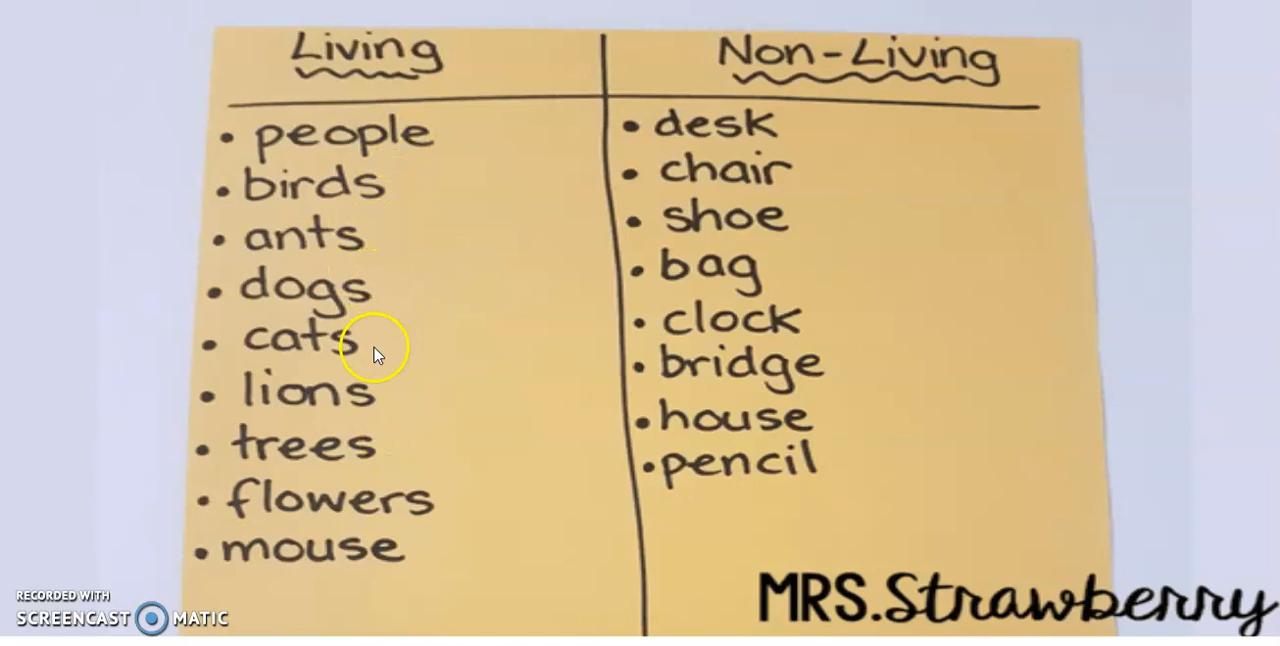 Living
• people
• birds
• ants
• dogs
• cats
• lions
• trees
• flowers
• mouse
Non-Living
• desk
• chair
• shoe
• bag
• clock
• bridge
• house
• pencil
MRS.Strawberry
RECORDED WITH
SCREENCAST MATIC